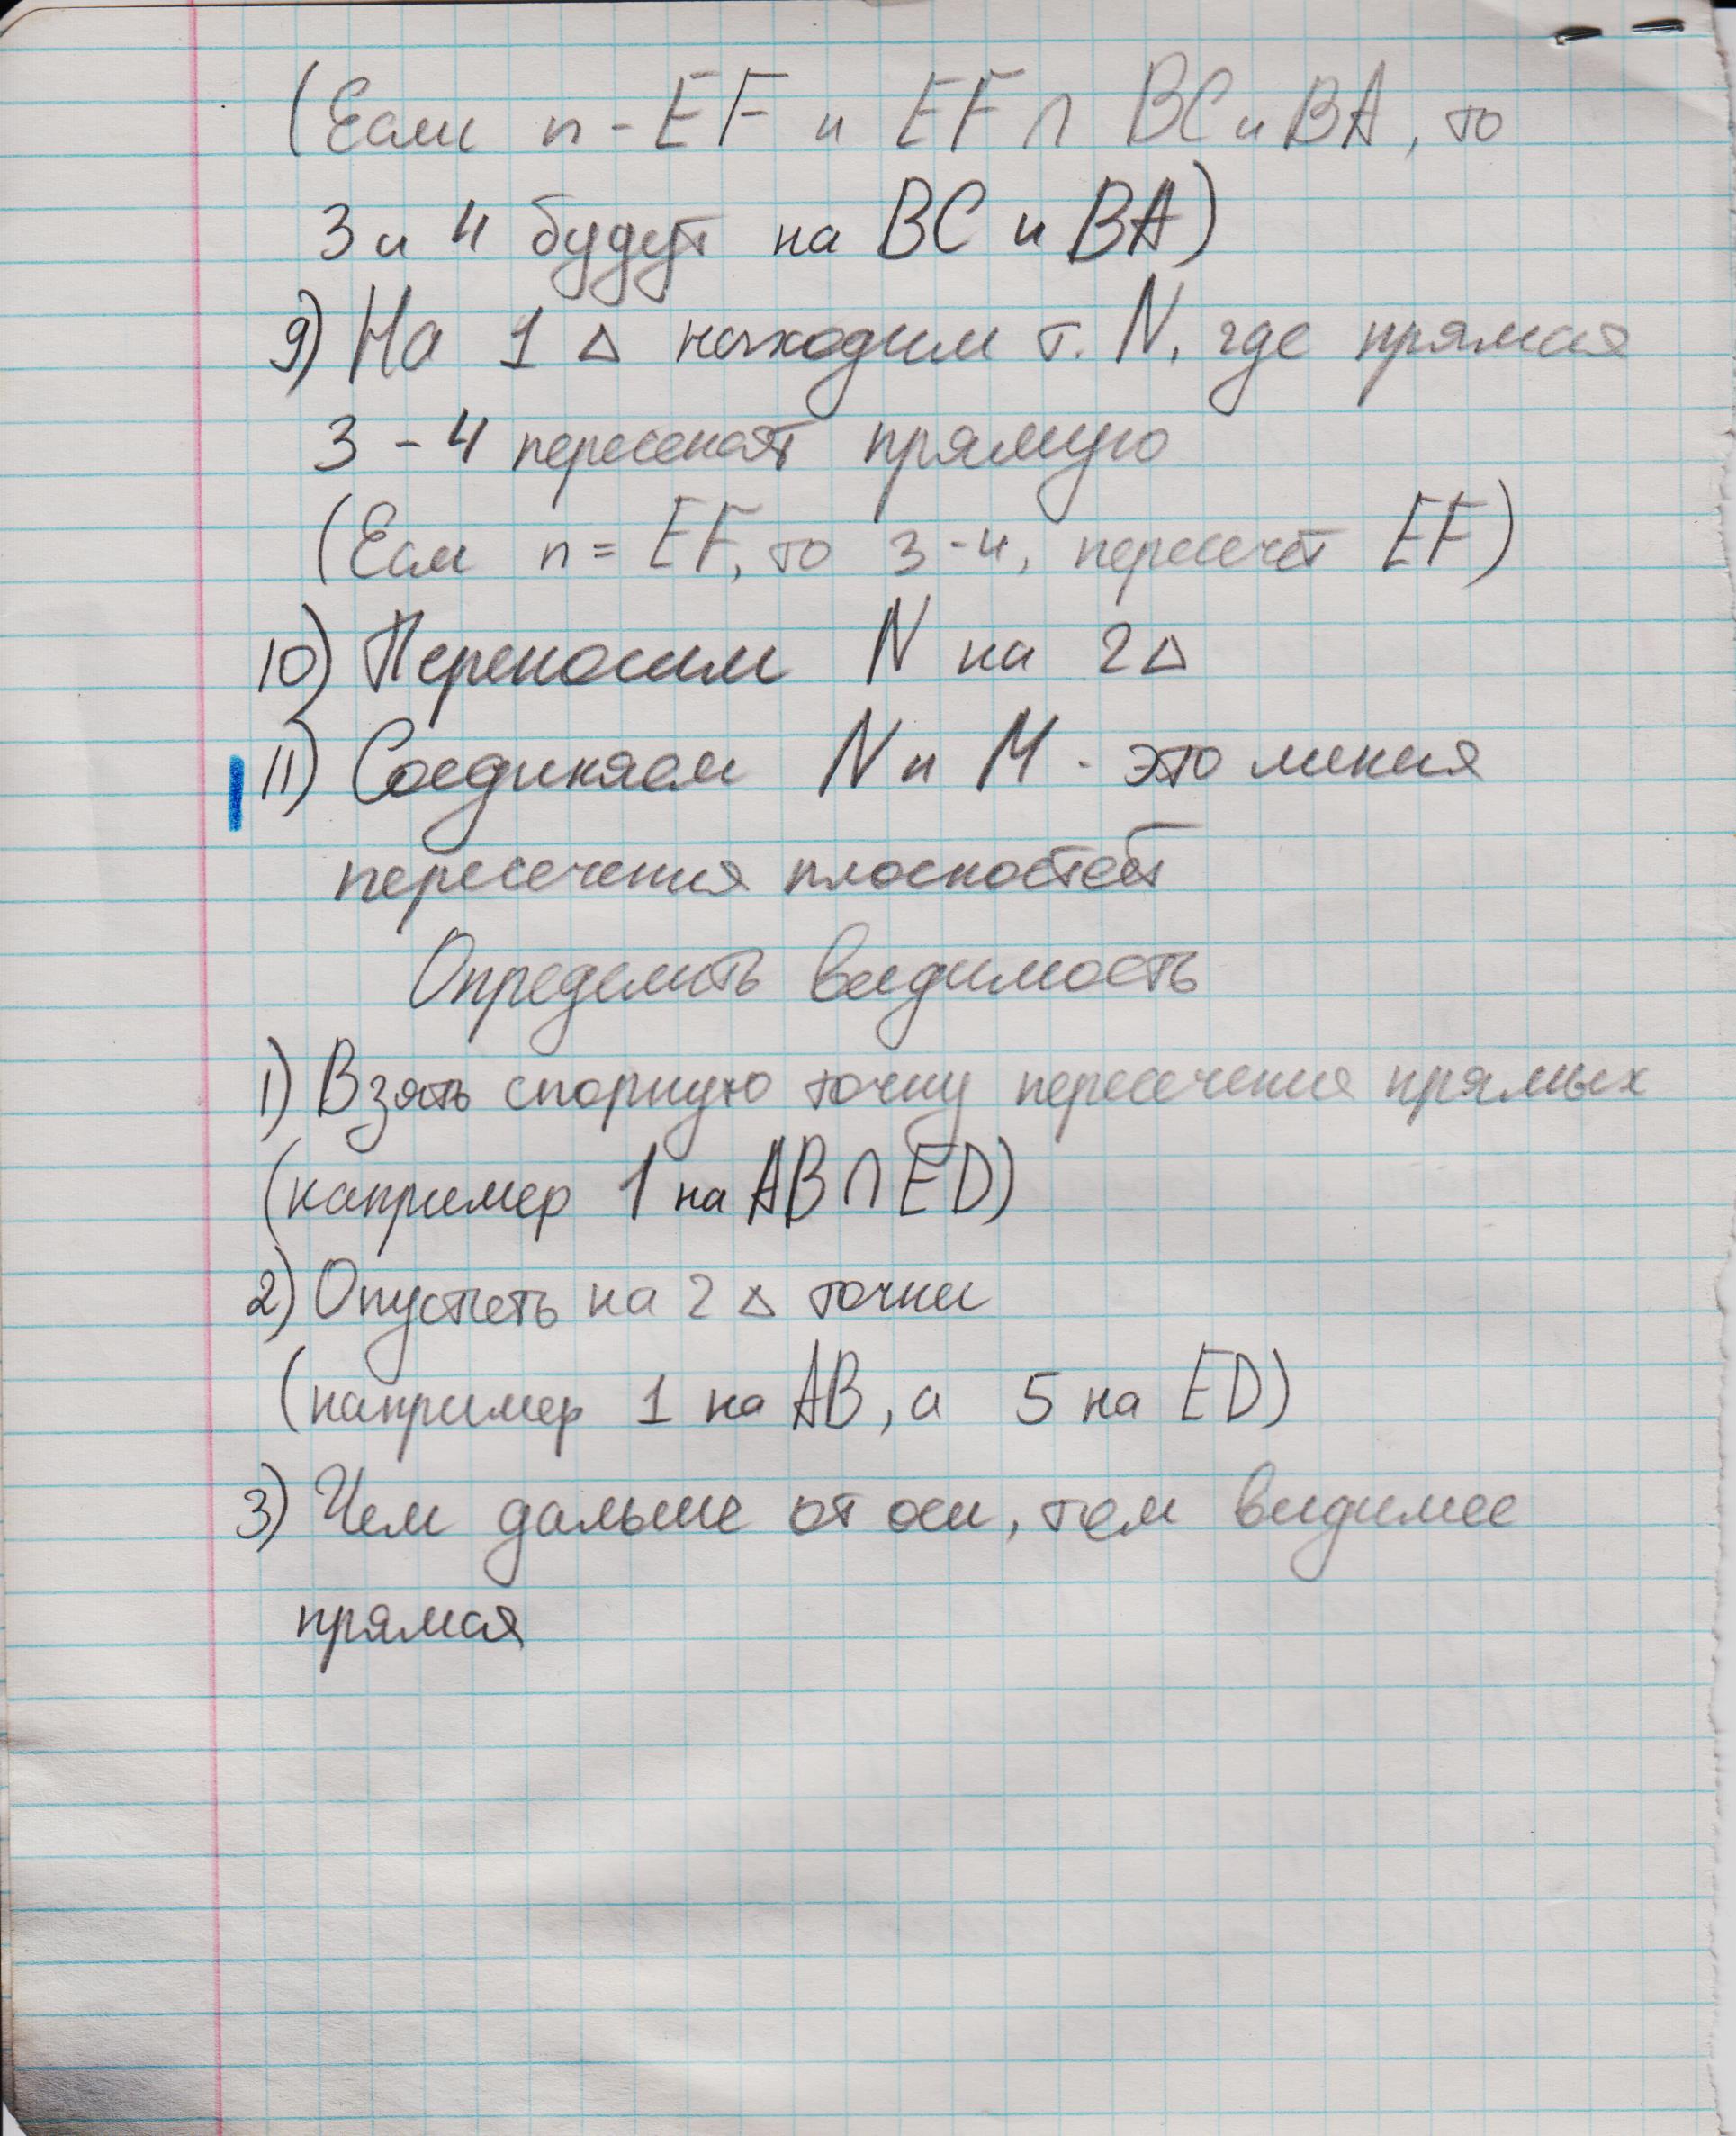 (Если n - EF и EF ∩ BC и BA, то
3 и 4 будут на BC и BA)
9) На 1 △ находим т. N, где прямая
3 - 4 пересекат прямую
(Если n = EF, то 3-4, пересечёт EF)
10) Переносим N на 2△
11) Соединяем N и M - это линия
пересечения плоскостей
Определить видимость
1) Взять спорную точку пересечения прямых
(например 1 на AB ∩ ED)
2) Опустить на 2 △ точки
(например 1 на AB, а 5 на ED)
3) Чем дальше от оси, тем видимее
прямая